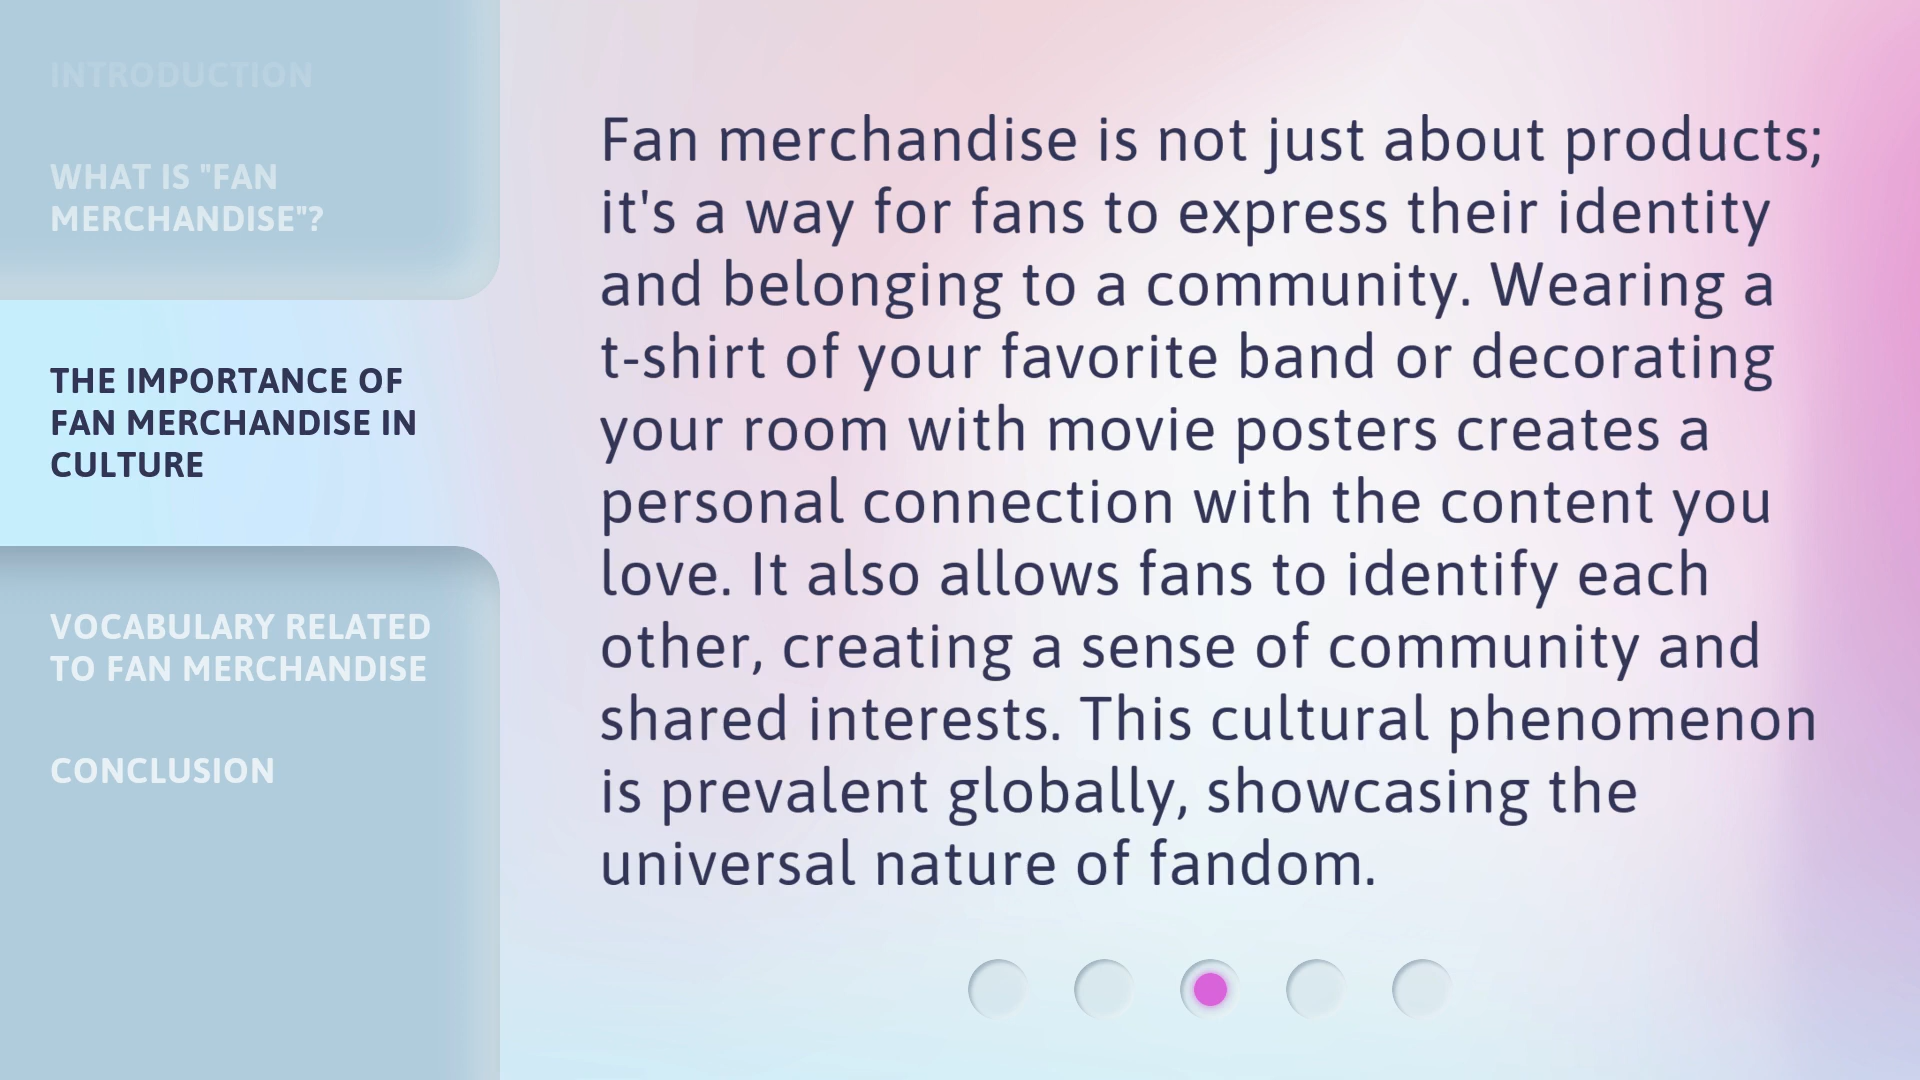 INTRODUCTION
WHAT IS "FAN
MERCHANDISE"?
THE IMPORTANCE OF
FAN MERCHANDISE IN
CULTURE
VOCABULARY RELATED
TO FAN MERCHANDISE
CONCLUSION
Fan merchandise is not just about products;
it's a way for fans to express their identity
and belonging to a community. Wearing a
t-shirt of your favorite band or decorating
your room with movie posters creates a
personal connection with the content you
love. It also allows fans to identify each
other, creating a sense of community and
shared interests. This cultural phenomenon
is prevalent globally, showcasing the
universal nature of fandom.